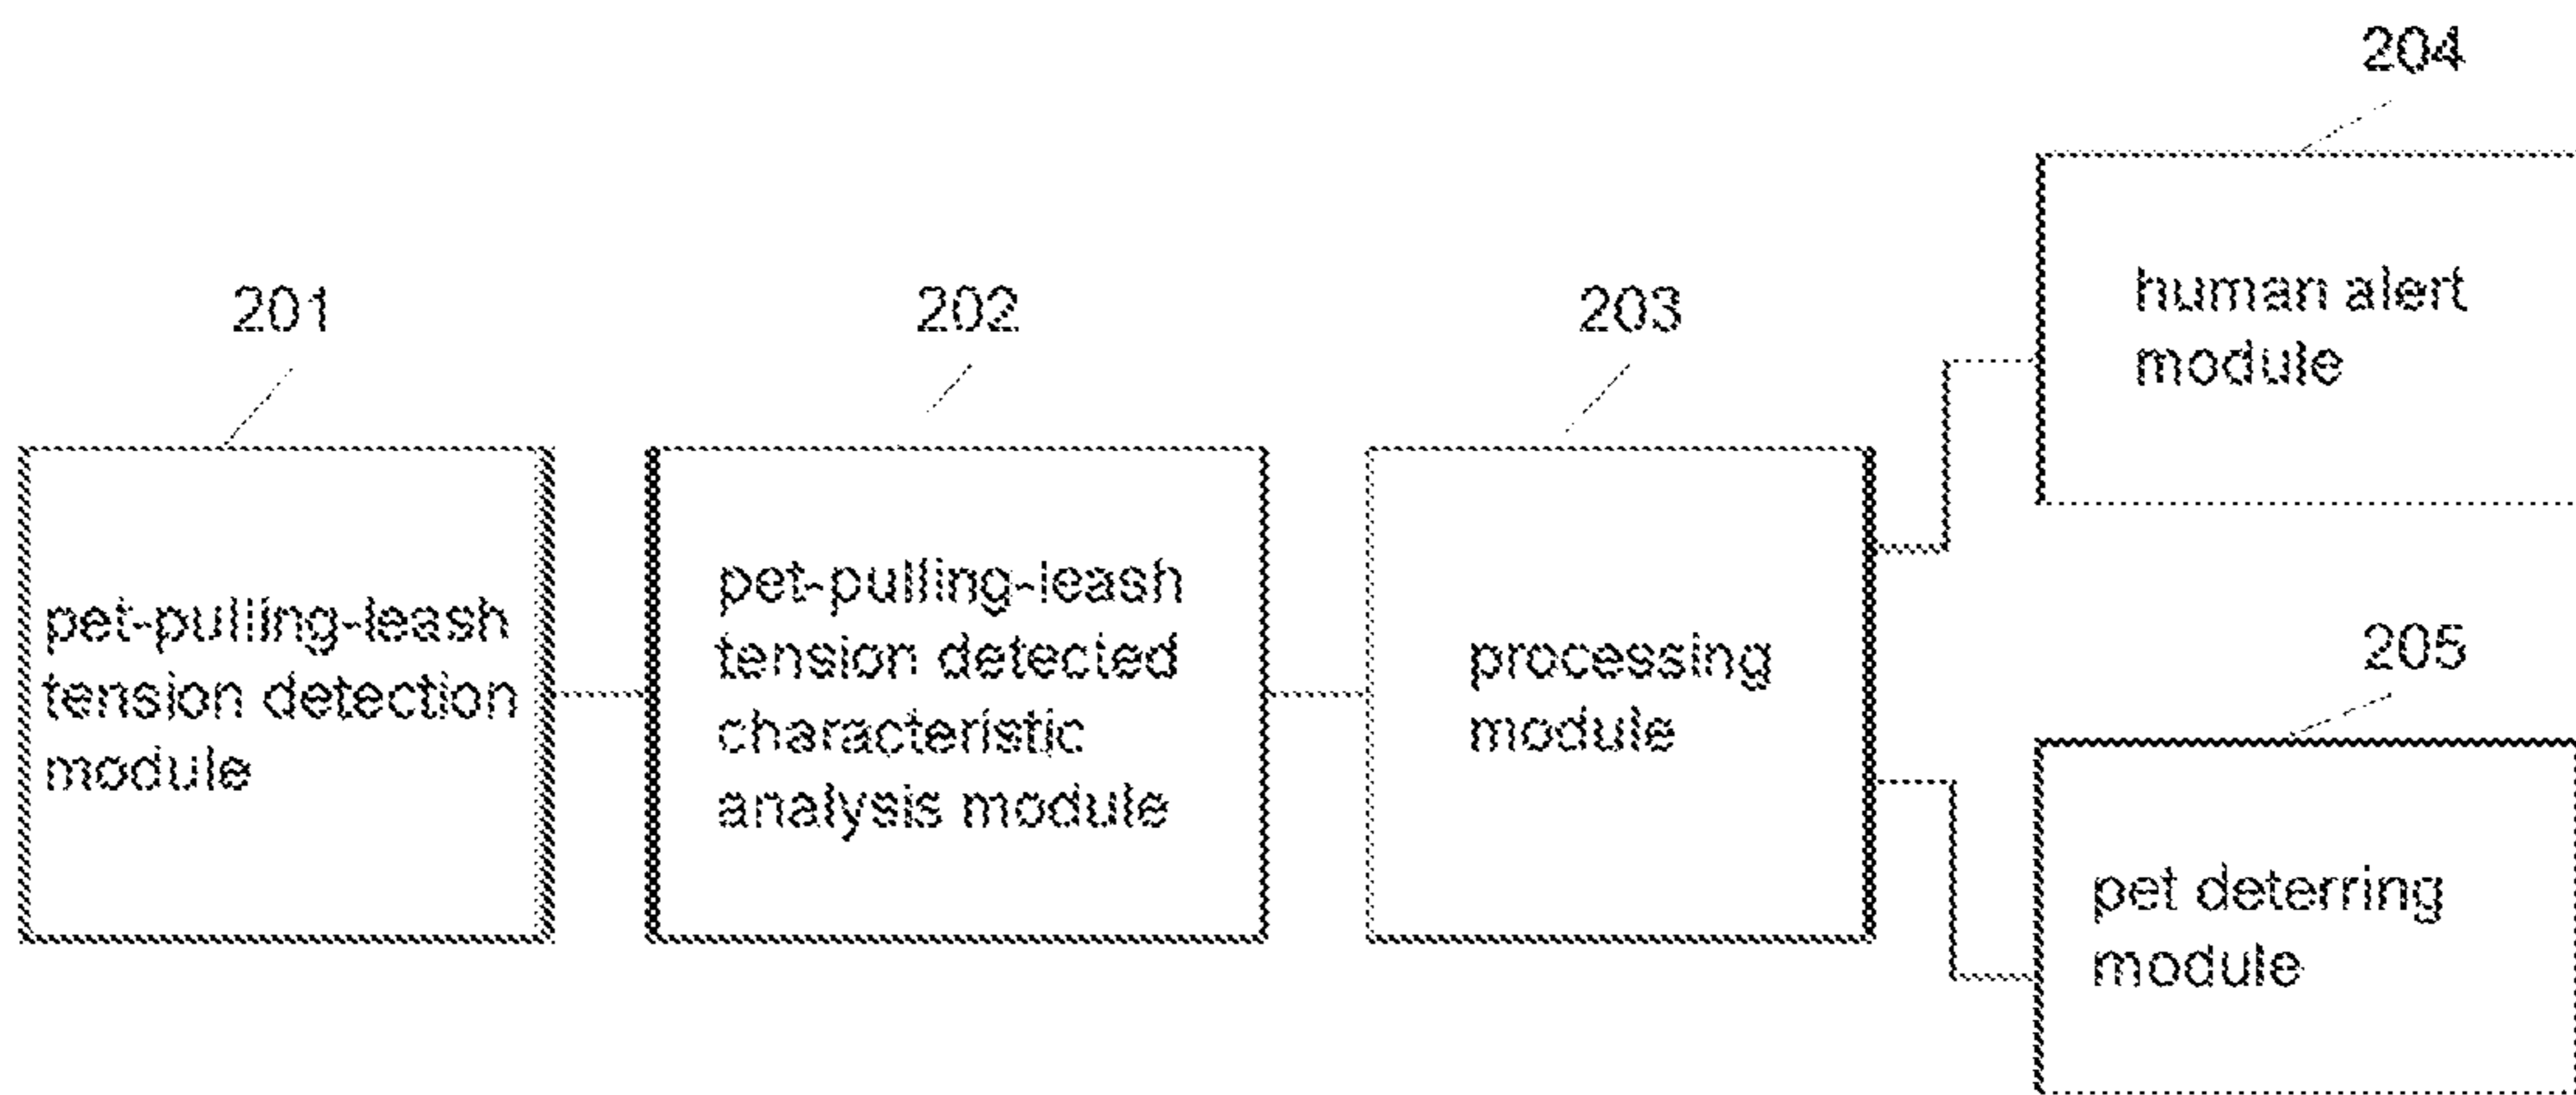 204
human alert
module
201
202
203
pet-pulling-leash
tension detection
module
pet-pulling-leash
tension detected
characteristic
analysis module
processing
module
205
pet deterring
module